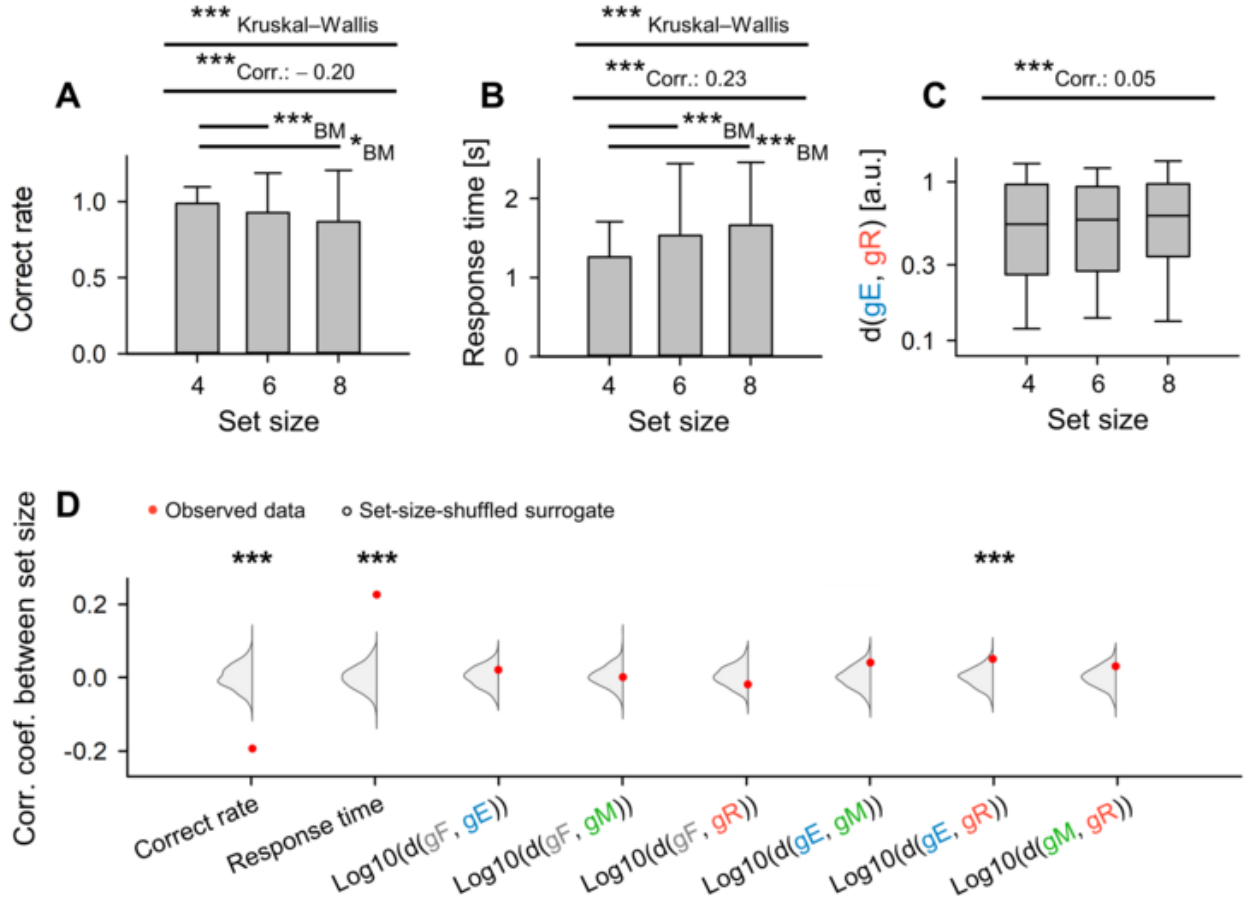 A
*** Kruskal–Wallis
***Corr.: – 0.20
***BM
*BM
Correct rate
1.0
0.5
0.0
4 6 8
Set size
B
*** Kruskal–Wallis
***Corr.: 0.23
***BM
***BM
Response time [s]
2
1
0
4 6 8
Set size
C
***Corr.: 0.05
d(gE, gR) [a.u.]
1
0.3
0.1
4 6 8
Set size
D
Observed data
Set-size-shuffled surrogate
*** *** ***
Corr. coef. between set size
0.2
0.0
-0.2
Correct rate
Response time
Log10(d(gF, gE))
Log10(d(gF, gM))
Log10(d(gF, gR))
Log10(d(gE, gM))
Log10(d(gE, gR))
Log10(d(gM, gR))